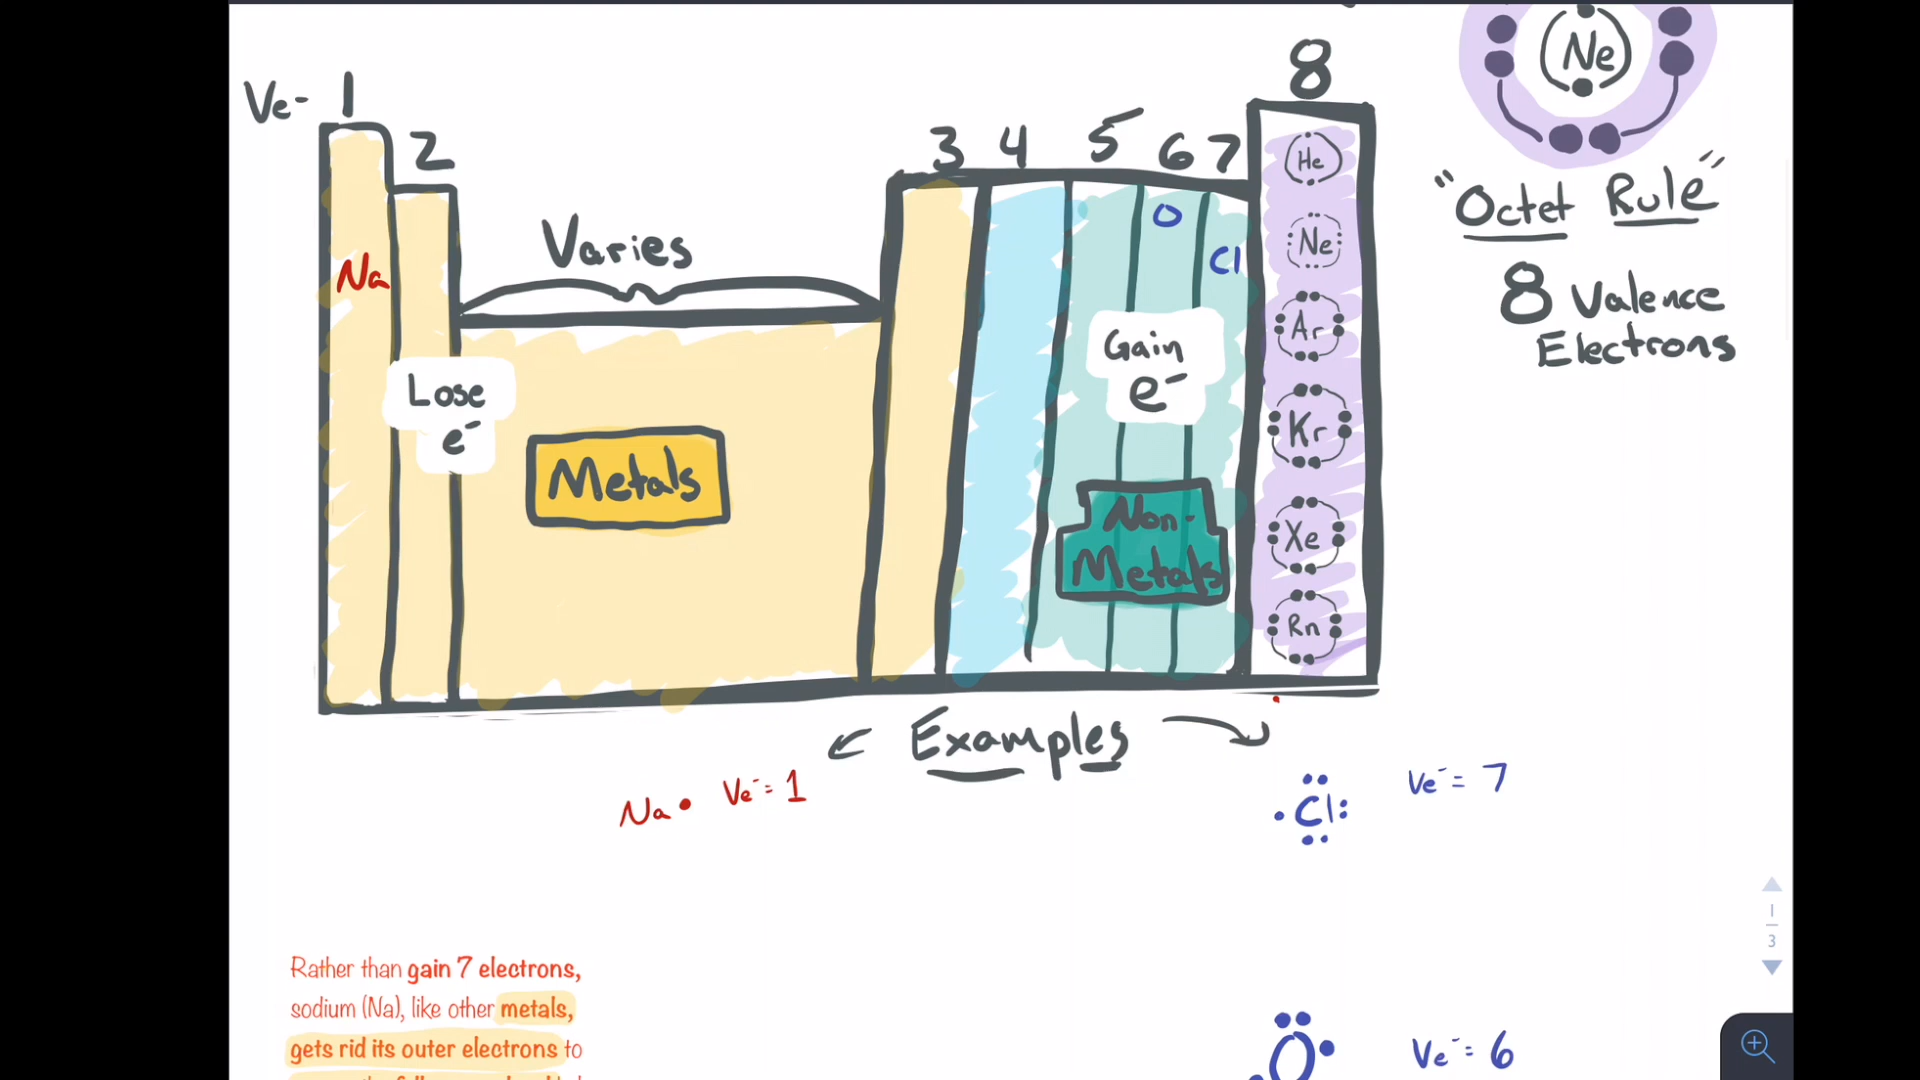 Ne
8
Ve- 1
2
3 4 5 6 7
He
"Octet Rule"
8 Valence
Electrons
O
Ne
Varies
Na
Cl
Ar
Gain
e-
Lose
e-
Kr
Metals
Non-
Metals
Xe
Rn
Examples
Na• Ve-=1
Cl Ve-=7
Rather than gain 7 electrons,
sodium (Na), like other metals,
gets rid its outer electrons to
O Ve-=6
1
3